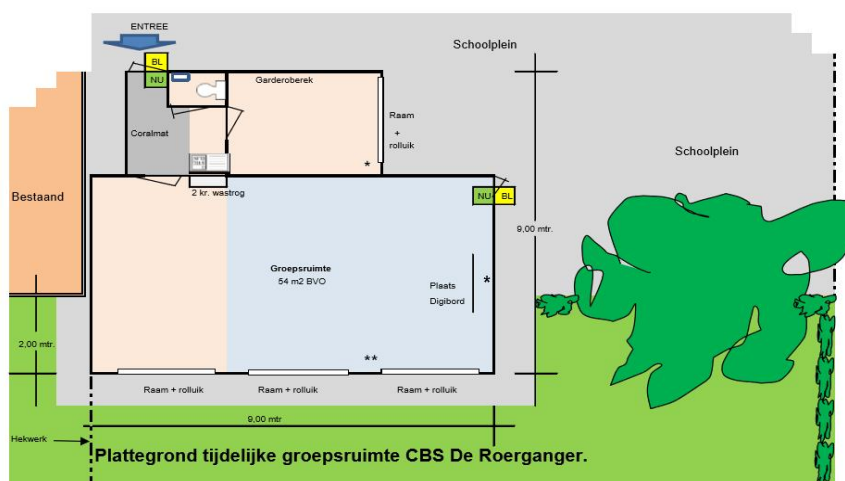 ENTREE
BL
NU
Schoolplein
Garderoberek
Raam
+
rolluik
Coralmat
*
Schoolplein
Bestaand
2 kr. wastrog
NU
BL
9,00 mtr.
Groepsruimte
54 m2 BVO
Plaats
Digibord
*
2,00 mtr.
**
Raam + rolluik
Raam + rolluik
Raam + rolluik
9,00 mtr
Hekwerk
Plattegrond tijdelijke groepsruimte CBS De Roerganger.